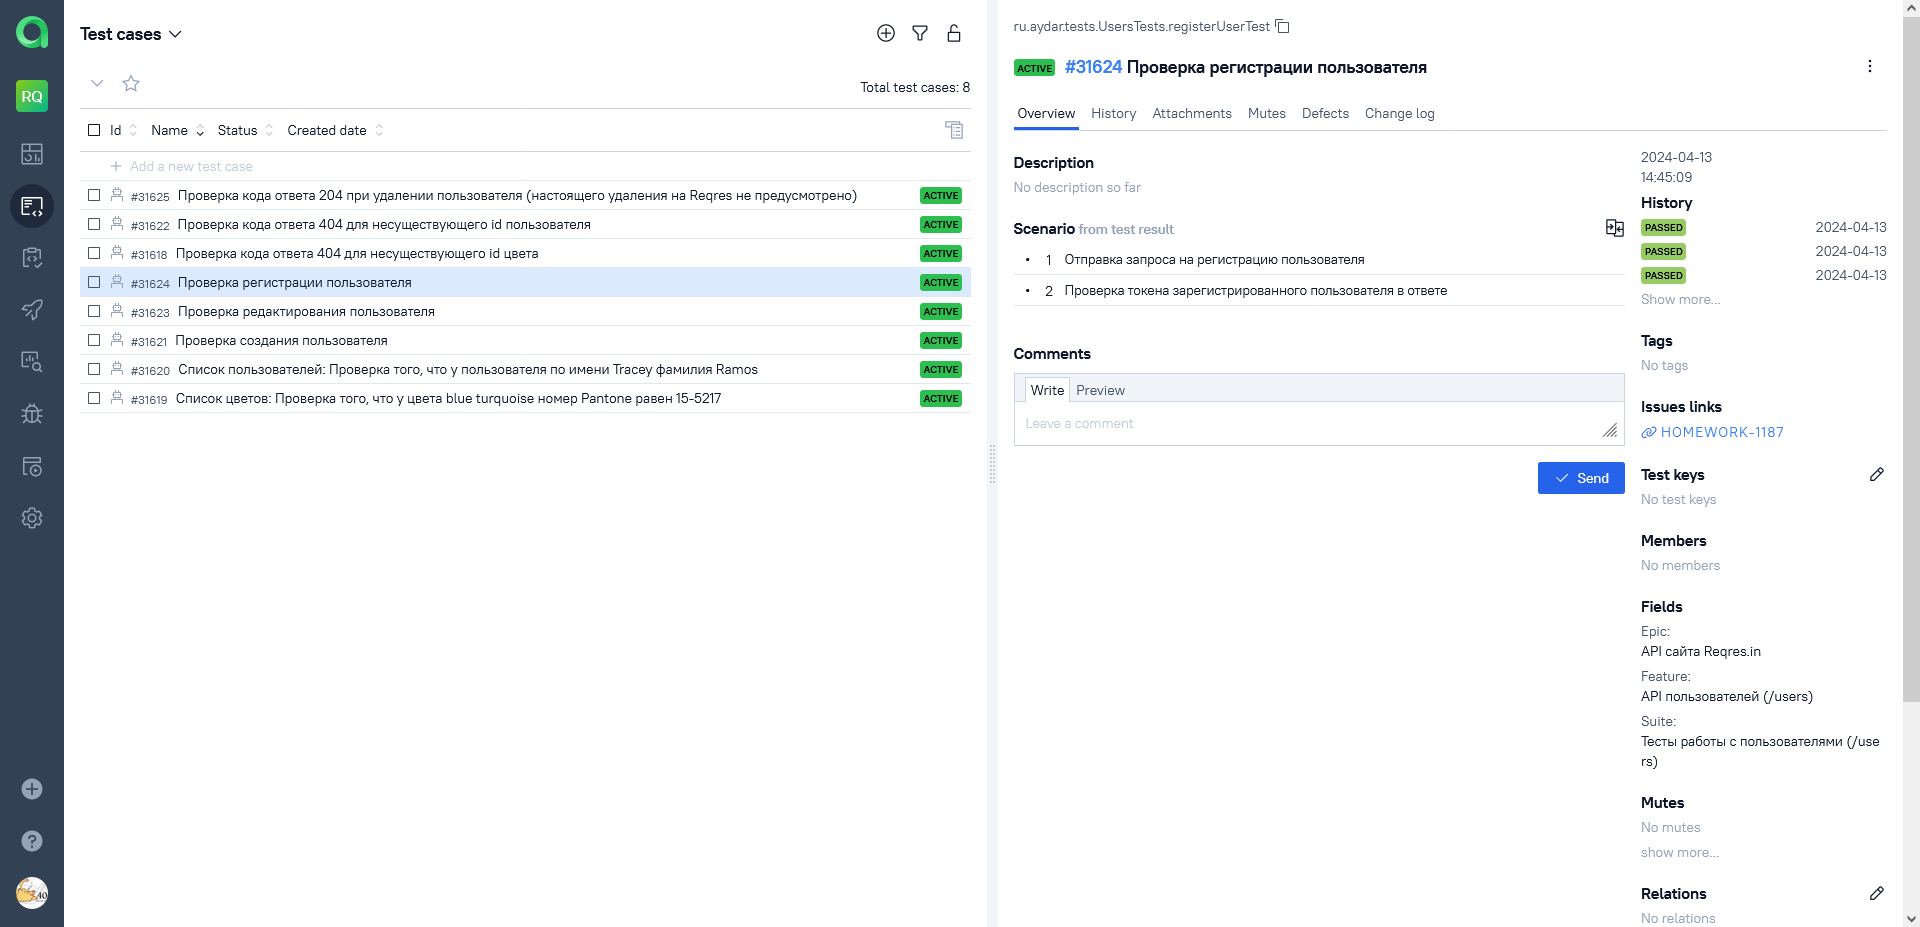 RQ
Test cases
Total test cases: 8
Id Name Status Created date
Add a new test case
#31625 Проверка кода ответа 204 при удалении пользователя (настоящего удаления на Reqres не предусмотрено) ACTIVE
#31622 Проверка кода ответа 404 для несуществующего id пользователя ACTIVE
#31618 Проверка кода ответа 404 для несуществующего id цвета ACTIVE
#31624 Проверка регистрации пользователя ACTIVE
#31623 Проверка редактирования пользователя ACTIVE
#31621 Проверка создания пользователя ACTIVE
#31620 Список пользователей: Проверка того, что у пользователя по имени Tracey фамилия Ramos ACTIVE
#31619 Список цветов: Проверка того, что у цвета blue turquoise номер Pantone равен 15-5217 ACTIVE
ru.aydar.tests.UsersTests.registerUserTest
ACTIVE #31624 Проверка регистрации пользователя
Overview History Attachments Mutes Defects Change log
Description
No description so far
Scenario from test result
1 Отправка запроса на регистрацию пользователя
2 Проверка токена зарегистрированного пользователя в ответе
Comments
Write Preview
Leave a comment
Send
2024-04-13
14:45:09
History
PASSED 2024-04-13
PASSED 2024-04-13
PASSED 2024-04-13
Show more...
Tags
No tags
Issues links
HOMEWORK-1187
Test keys
No test keys
Members
No members
Fields
Epic:
API сайта Reqres.in
Feature:
API пользователей (/users)
Suite:
Тесты работы с пользователями (/use
rs)
Mutes
No mutes
show more...
Relations
No relations